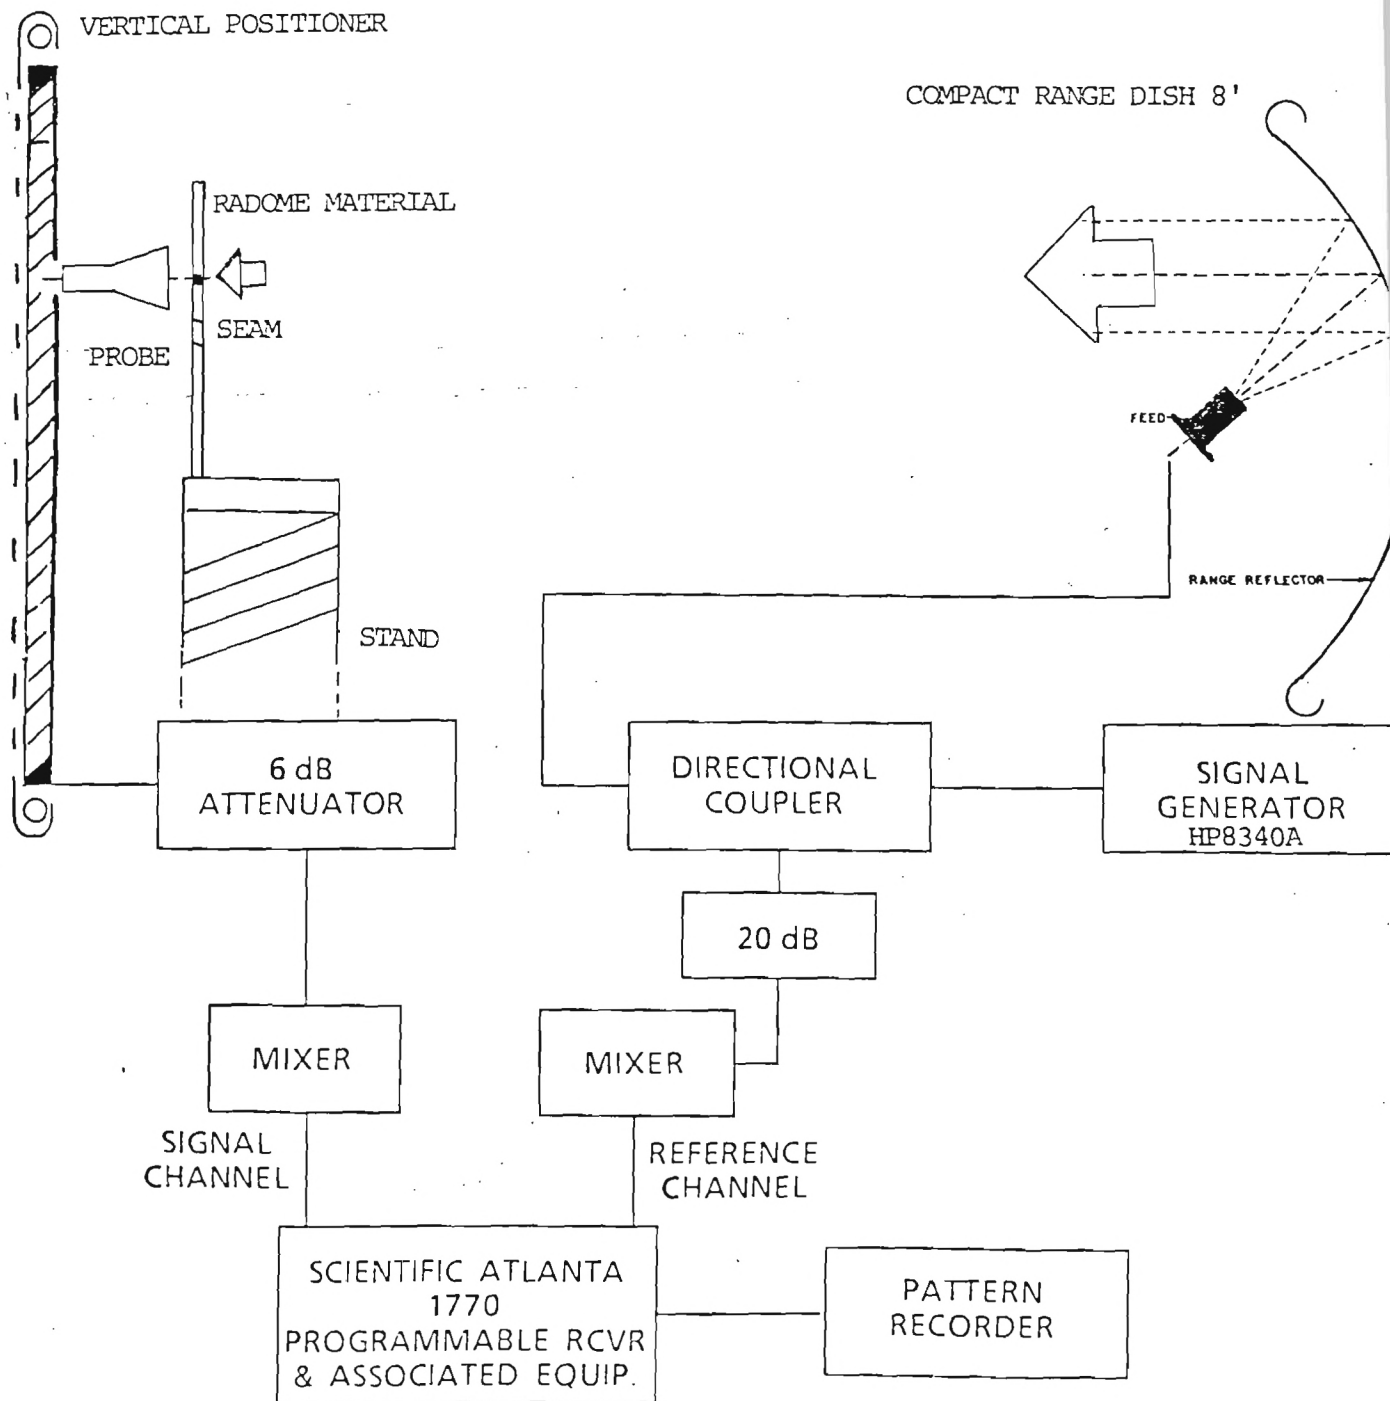 VERTICAL POSITIONER
COMPACT RANGE DISH 8'
RADOME MATERIAL
SEAM
PROBE
FEED
RANGE REFLECTOR
STAND
6 dB
ATTENUATOR
DIRECTIONAL
COUPLER
SIGNAL
GENERATOR
HP8340A
20 dB
MIXER
MIXER
SIGNAL
CHANNEL
REFERENCE
CHANNEL
SCIENTIFIC ATLANTA
1770
PROGRAMMABLE RCVR
& ASSOCIATED EQUIP.
PATTERN
RECORDER